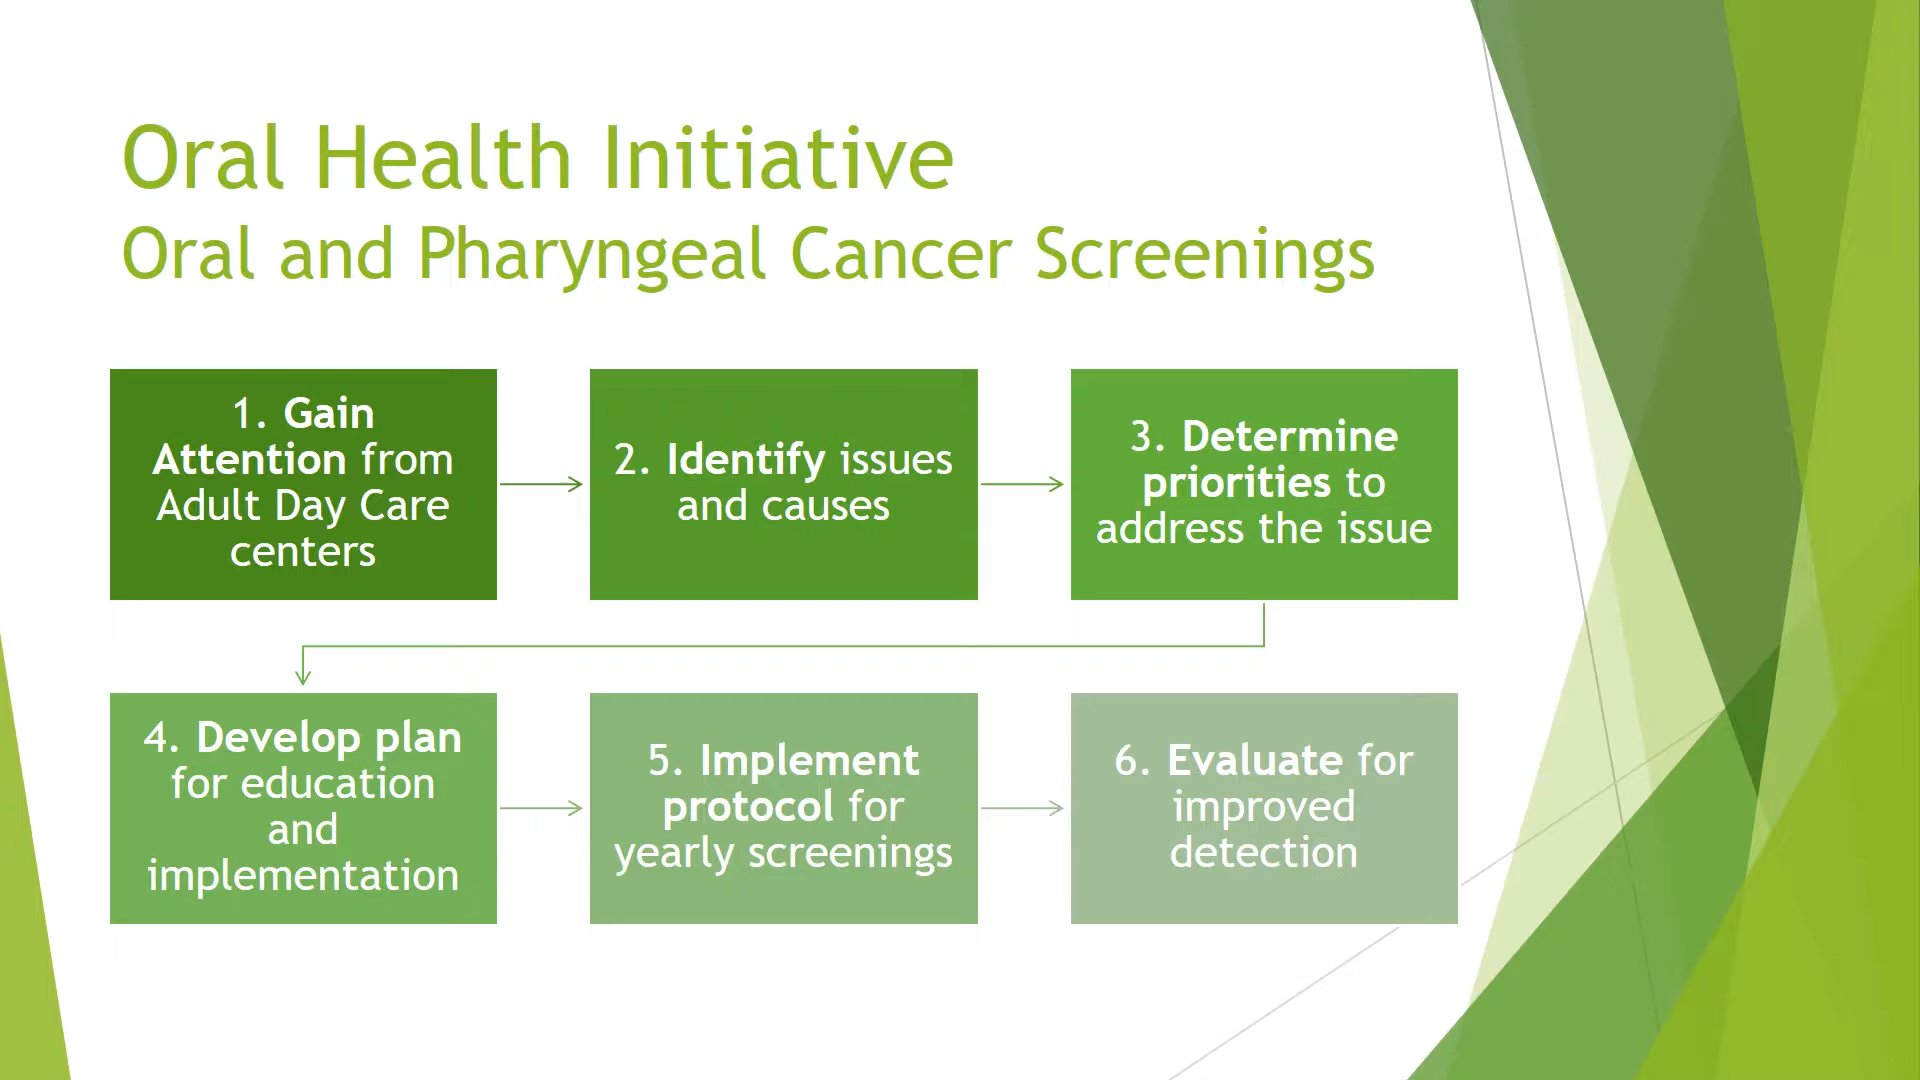 Oral Health Initiative
Oral and Pharyngeal Cancer Screenings
1. Gain
Attention from
Adult Day Care
centers
2. Identify issues
and causes
3. Determine
priorities to
address the issue
4. Develop plan
for education
and
implementation
5. Implement
protocol for
yearly screenings
6. Evaluate for
improved
detection